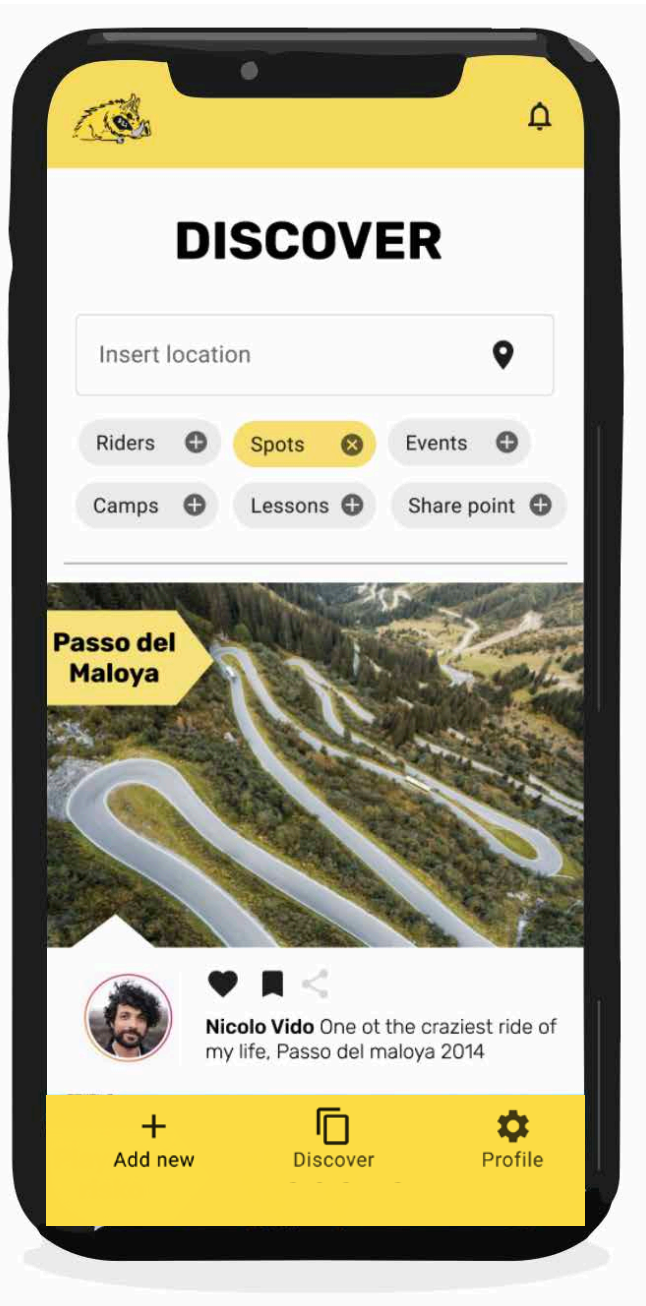 DISCOVER
Insert location
Riders
Spots
Events
Camps
Lessons
Share point
Passo del
Maloya
Nicolo Vido One ot the craziest ride of
my life, Passo del maloya 2014
Add new
Discover
Profile